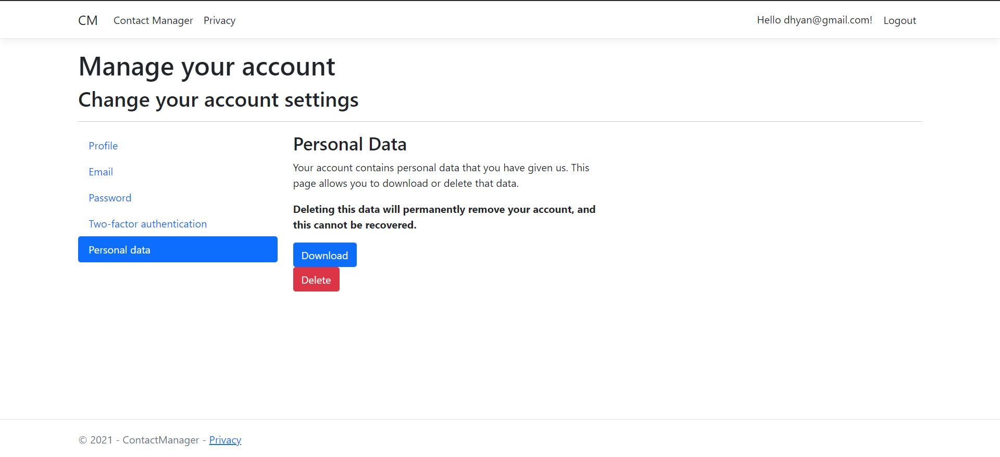 CM Contact Manager Privacy Hello dhyan@gmail.com! Logout
Manage your account
Change your account settings
Profile
Email
Password
Two-factor authentication
Personal data
Personal Data
Your account contains personal data that you have given us. This
page allows you to download or delete that data.
Deleting this data will permanently remove your account, and
this cannot be recovered.
Download
Delete
© 2021 - ContactManager - Privacy